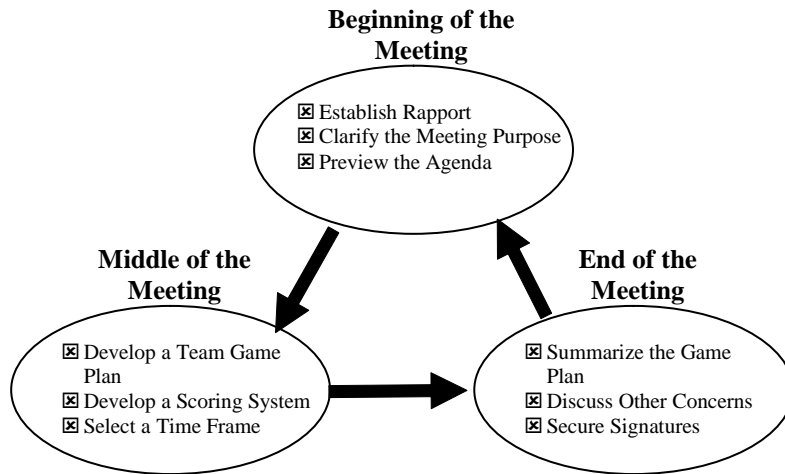 Beginning of the
Meeting
☒ Establish Rapport
☒ Clarify the Meeting Purpose
☒ Preview the Agenda
Middle of the
Meeting
☒ Develop a Team Game
Plan
☒ Develop a Scoring System
☒ Select a Time Frame
End of the
Meeting
☒ Summarize the Game
Plan
☒ Discuss Other Concerns
☒ Secure Signatures